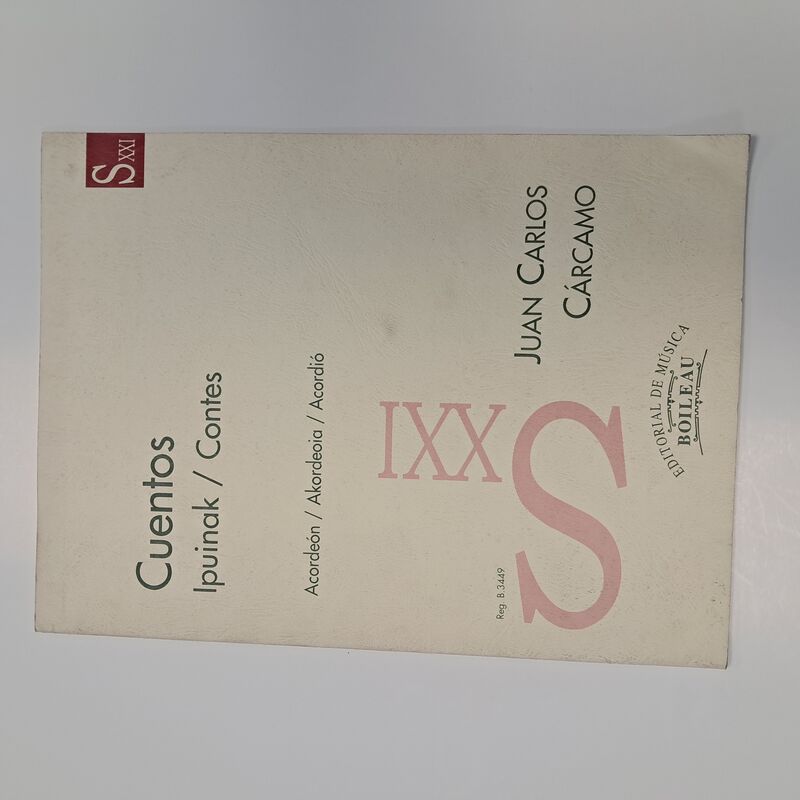 SXXI
Cuentos
Ipuinak / Contes
Acordeón / Akordeoia / Acordió
SXXI
Reg. B.3449
JUAN CARLOS
CÁRCAMO
EDITORIAL DE MÚSICA
BOILEAU